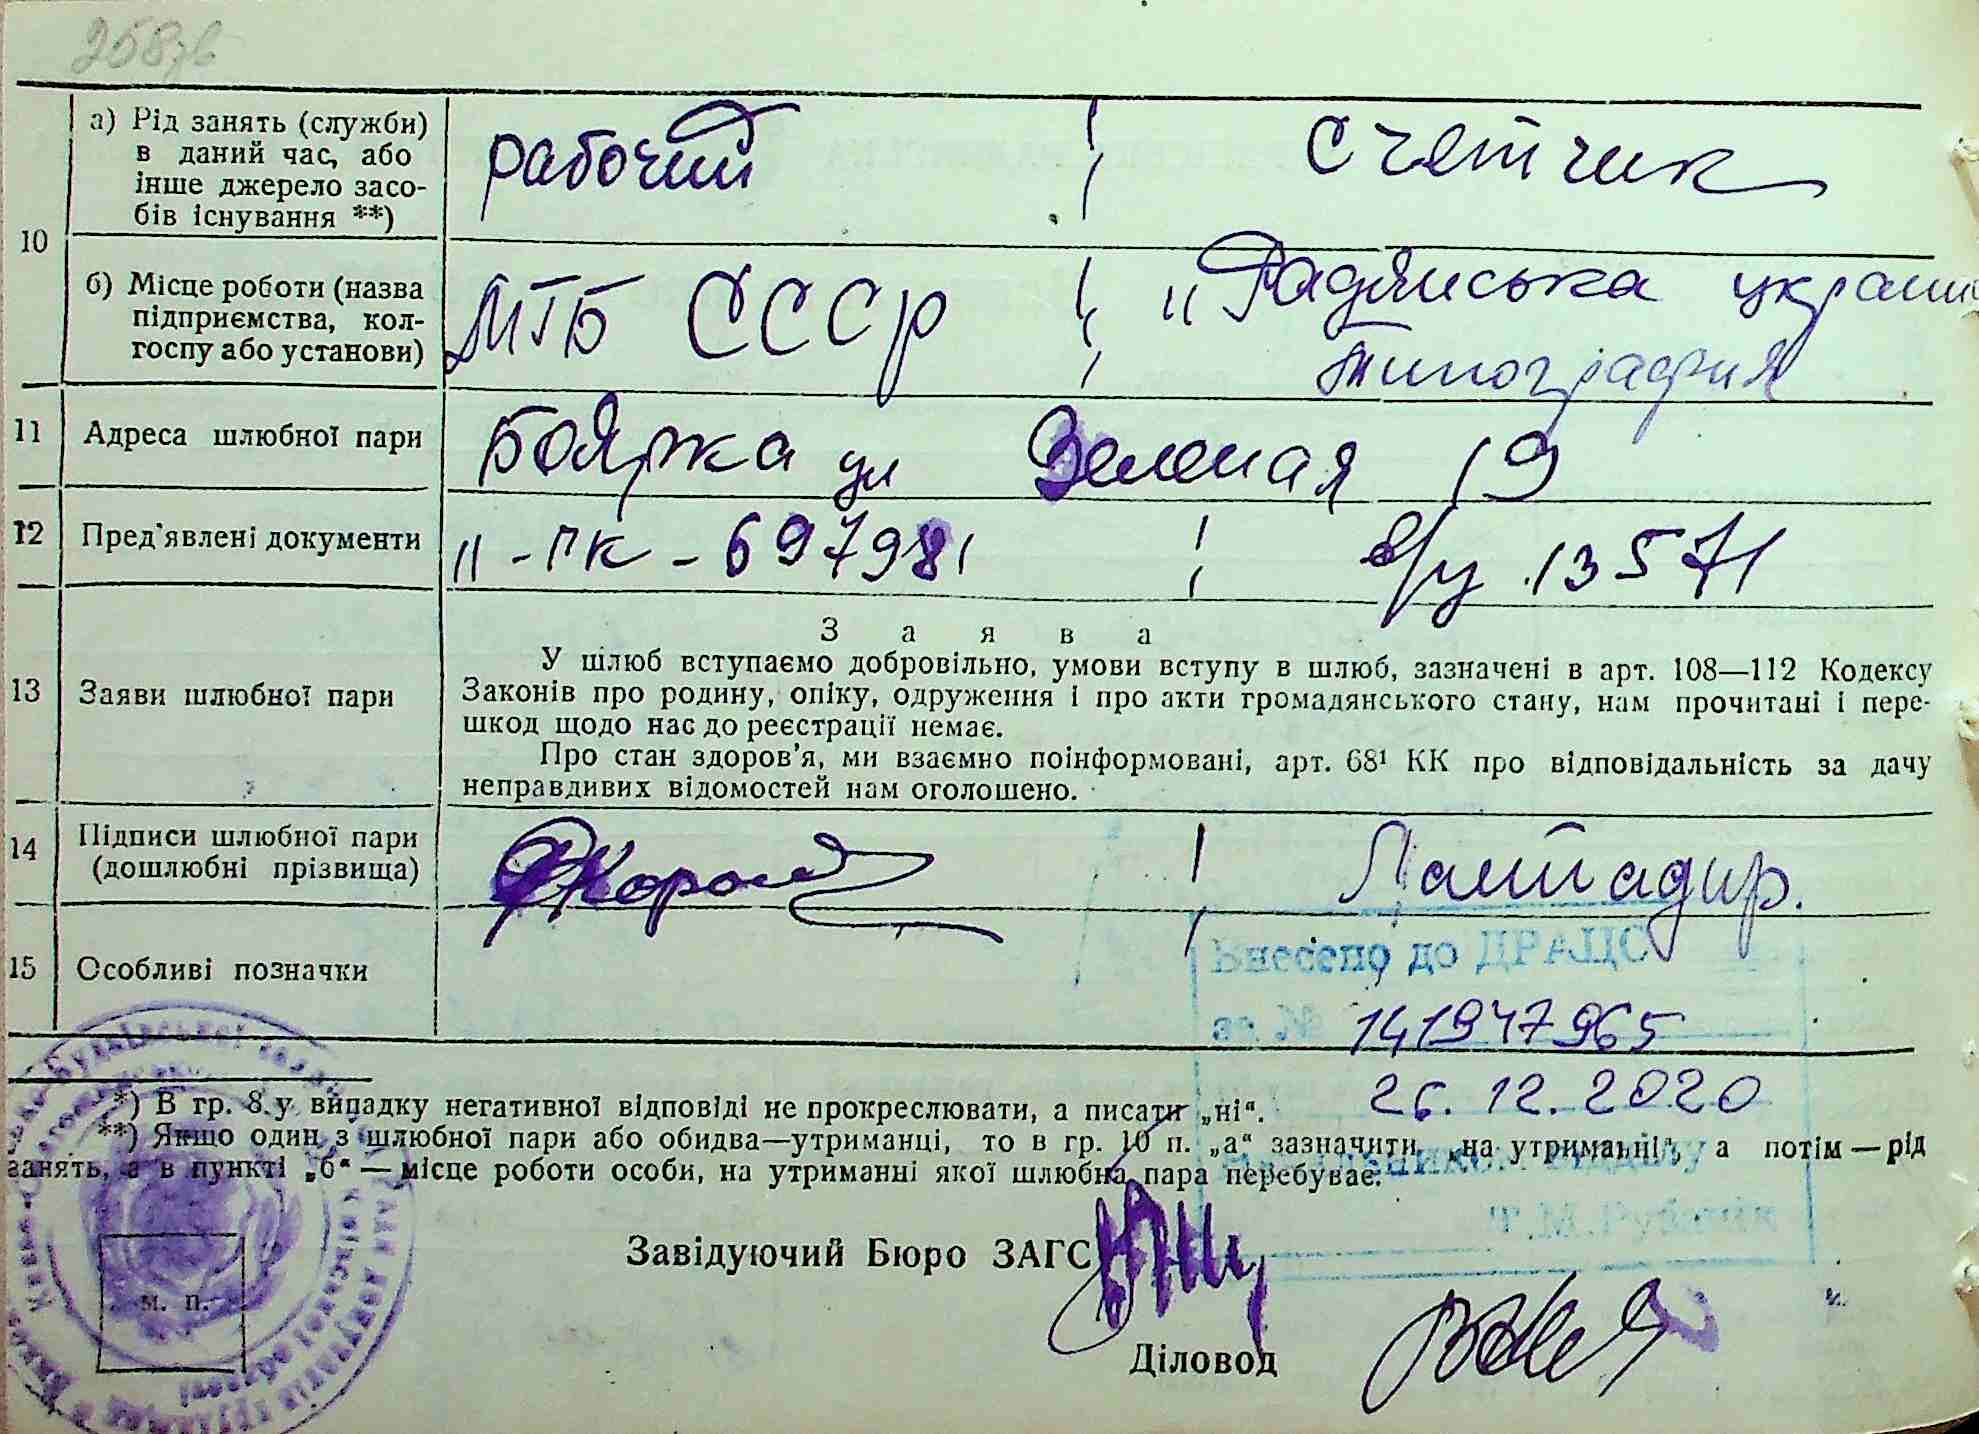 258зв
10
а) Рід занять (служби)
в даний час, або
інше джерело засо-
бів існування **)
рабочий
счетчик
б) Місце роботи (назва
підприємства, кол-
госпу або установи)
МГБ СССР
"Радянська україн
типография
11 Адреса шлюбної пари
Боярка ул Зеленая 19
12 Пред'явлені документи
II-ПК-697981
в/у 13571
13 Заяви шлюбної пари
Заява
У шлюб вступаємо добровільно, умови вступу в шлюб, зазначені в арт. 108—112 Кодексу
Законів про родину, опіку, одруження і про акти громадянського стану, нам прочитані і пере-
шкод щодо нас до реєстрації немає.
Про стан здоров'я, ми взаємно поінформовані, арт. 68¹ КК про відповідальність за дачу
неправдивих відомостей нам оголошено.
14 Підписи шлюбної пари
(дошлюбні прізвища)
15 Особливі позначки
Внесено до ДРАЦС
за № 141947965
26.12.2020
*) В гр. 8 у випадку негативної відповіді не прокреслювати, а писати „ні“.
**) Якщо один з шлюбної пари або обидва—утриманці, то в гр. 10 п. „а“ зазначити „на утриманні“, а потім — рід
занять, а в пункті „б“ — місце роботи особи, на утриманні якої шлюбна пара перебуває.
Т.М.
Завідуючий Бюро ЗАГС
м. п.
Діловод